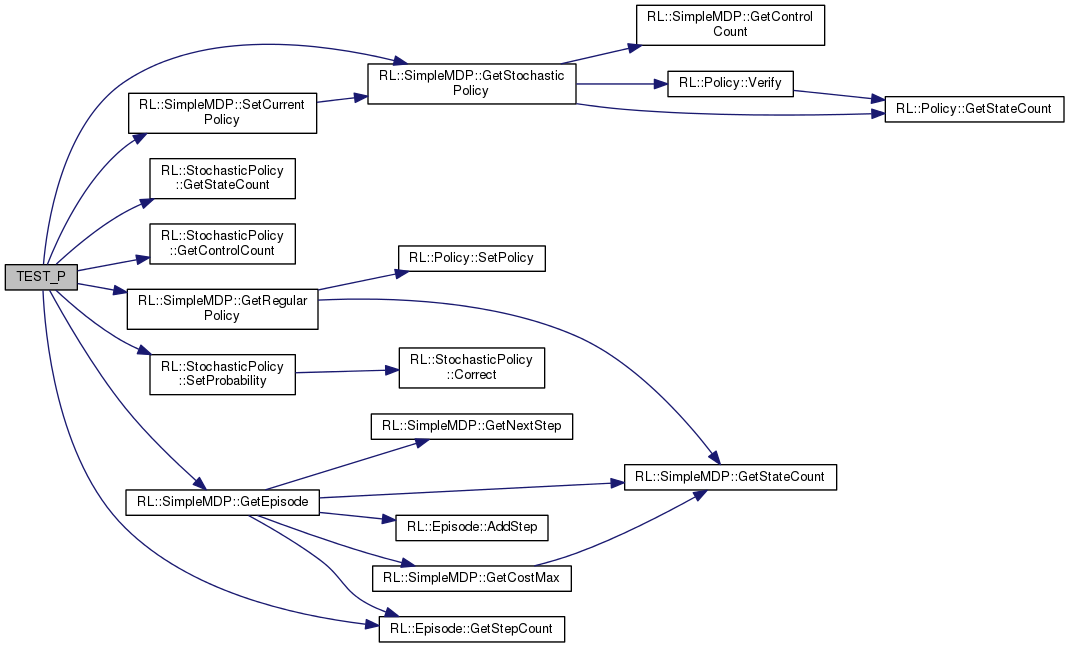 RL::SimpleMDP::GetControl
Count
RL::SimpleMDP::GetStochastic
Policy
RL::Policy::Verify
RL::Policy::GetStateCount
RL::SimpleMDP::SetCurrent
Policy
RL::StochasticPolicy
::GetStateCount
RL::StochasticPolicy
::GetControlCount
TEST_P
RL::Policy::SetPolicy
RL::SimpleMDP::GetRegular
Policy
RL::StochasticPolicy
::SetProbability
RL::StochasticPolicy
::Correct
RL::SimpleMDP::GetNextStep
RL::SimpleMDP::GetStateCount
RL::SimpleMDP::GetEpisode
RL::Episode::AddStep
RL::SimpleMDP::GetCostMax
RL::Episode::GetStepCount